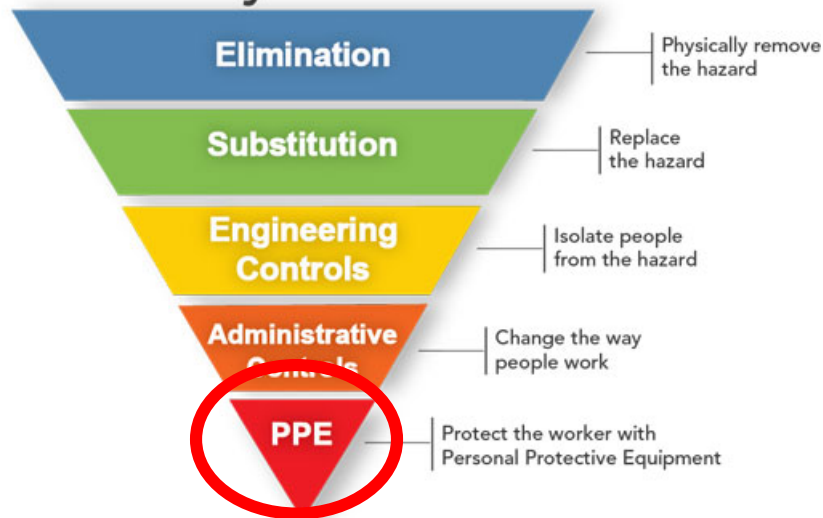 Elimination
Physically remove
the hazard
Substitution
Replace
the hazard
Engineering
Controls
Isolate people
from the hazard
Administrative
Controls
Change the way
people work
PPE
Protect the worker with
Personal Protective Equipment